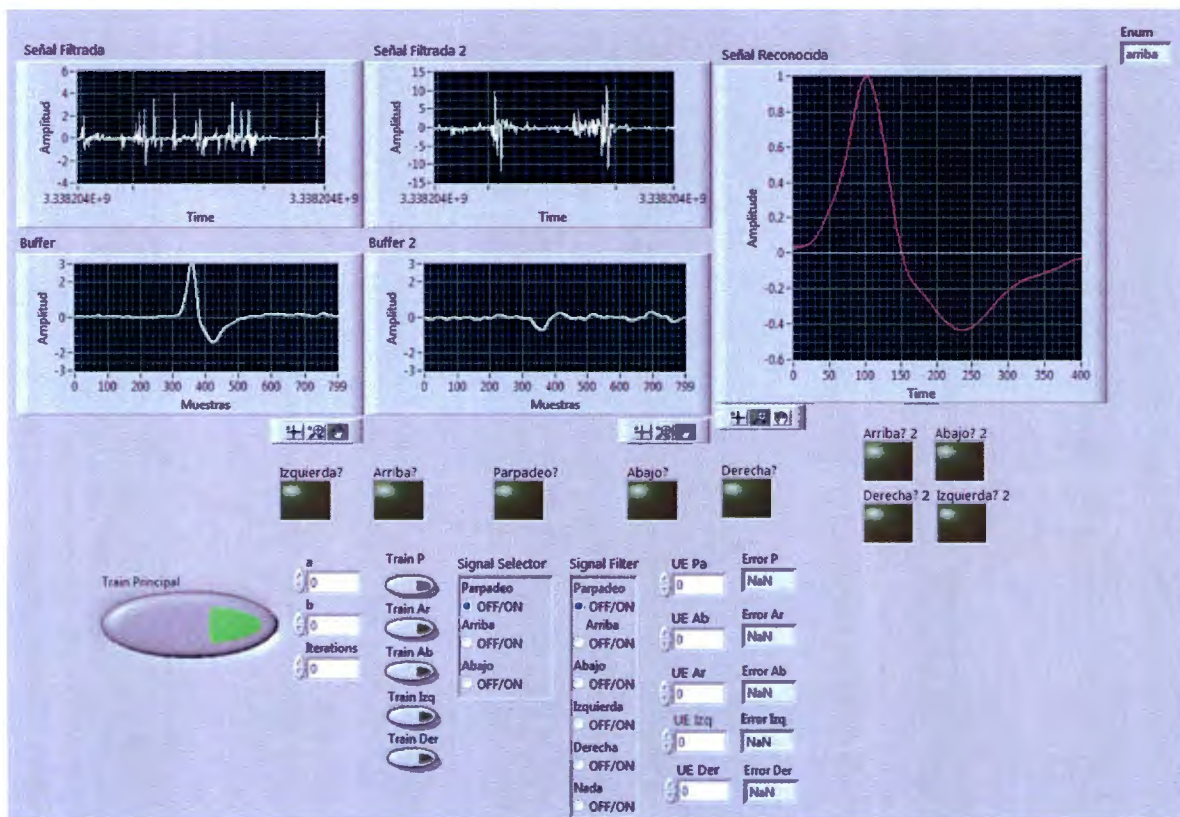 Enum
arriba
Señal Filtrada
Amplitud
6
4
2
0
-2
-4
3.338204E+9
3.338204E+9
Time
Señal Filtrada 2
Amplitud
15
10
5
0
-5
-10
-15
3.338204E+9
3.338204E+9
Time
Señal Reconocida
Amplitude
1
0.8
0.6
0.4
0.2
0
-0.2
-0.4
-0.6
0 50 100 150 200 250 300 350 400
Time
Buffer
Amplitud
3
2
0
-2
-3
0 100 200 300 400 500 600 700 799
Muestras
Buffer 2
Amplitud
3
2
0
-2
-3
0 100 200 300 400 500 600 700 799
Muestras
Arriba? 2 Abajo? 2
Derecha? 2 Izquierda? 2
Izquierda? Arriba? Parpadeo? Abajo? Derecha?
Train Principal
a
0
b
0
Iterations
0
Train P
Train Ar
Train Ab
Train Izq
Train Der
Signal Selector
Parpadeo
OFF/ON
Arriba
OFF/ON
Abajo
OFF/ON
Signal Filter
Parpadeo
OFF/ON
Arriba
OFF/ON
Abajo
OFF/ON
Izquierda
OFF/ON
Derecha
OFF/ON
Nada
OFF/ON
UE Pa
0
UE Ab
0
UE Ar
0
UE Izq
0
UE Der
0
Error P
NaN
Error Ar
NaN
Error Ab
NaN
Error Izq
NaN
Error Der
NaN